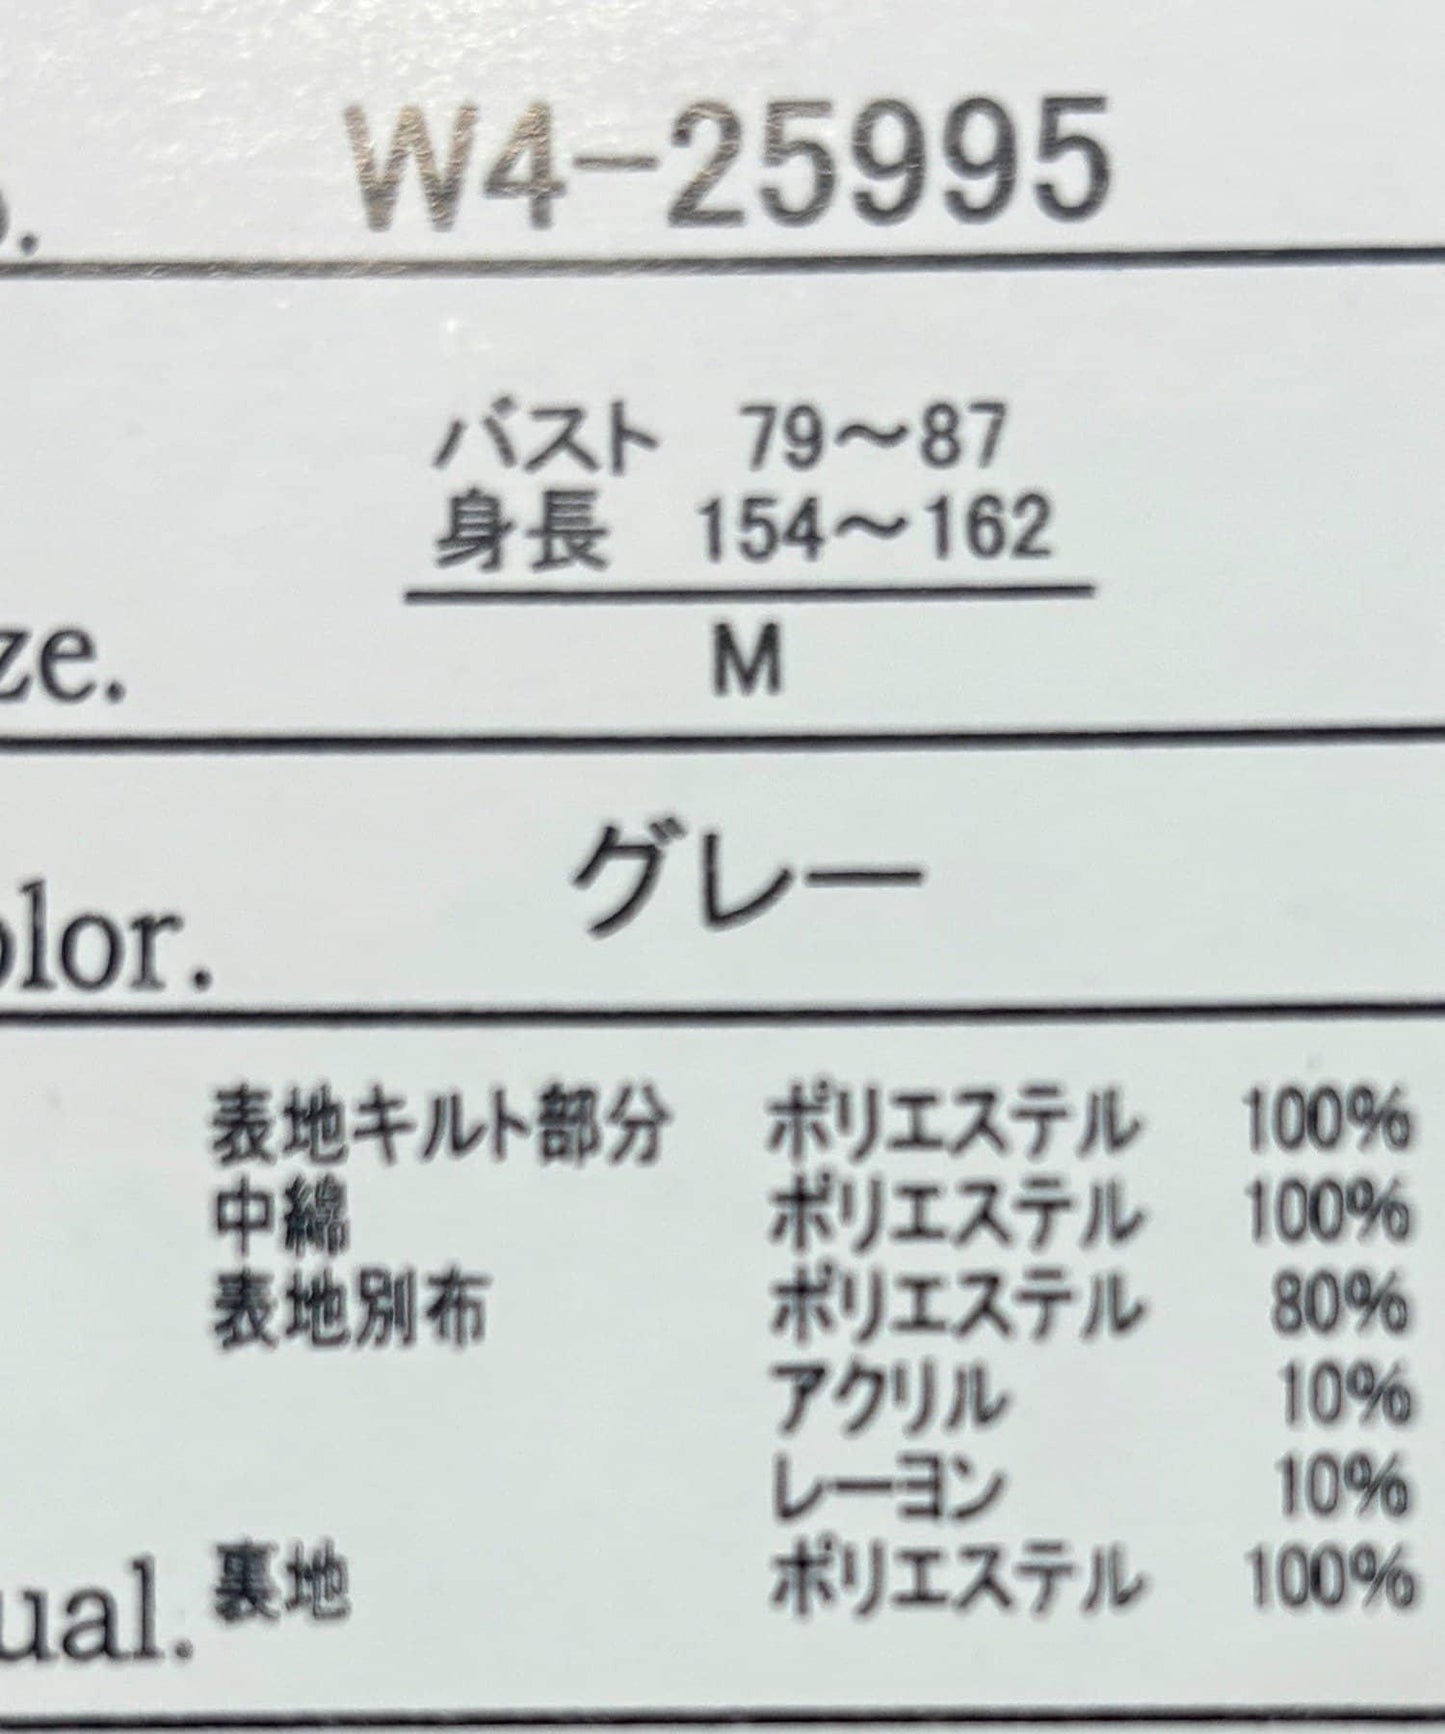 . W4-25995
バスト 79～87
身長 154～162
ze. M
olor. グレー
表地キルト部分 ポリエステル 100%
中綿 ポリエステル 100%
表地別布 ポリエステル 80%
アクリル 10%
レーヨン 10%
ual. 裏地 ポリエステル 100%